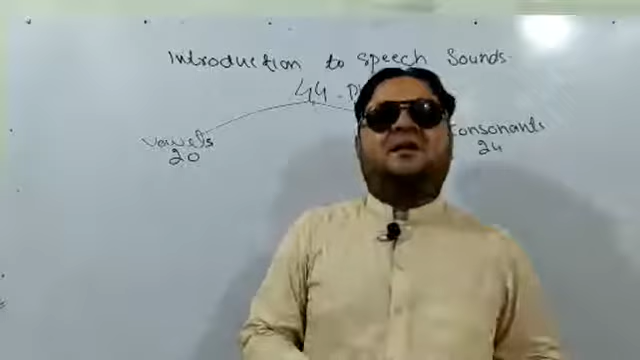 Introduction to speech Sounds.
44 -
Vowels
20
Consonants
24